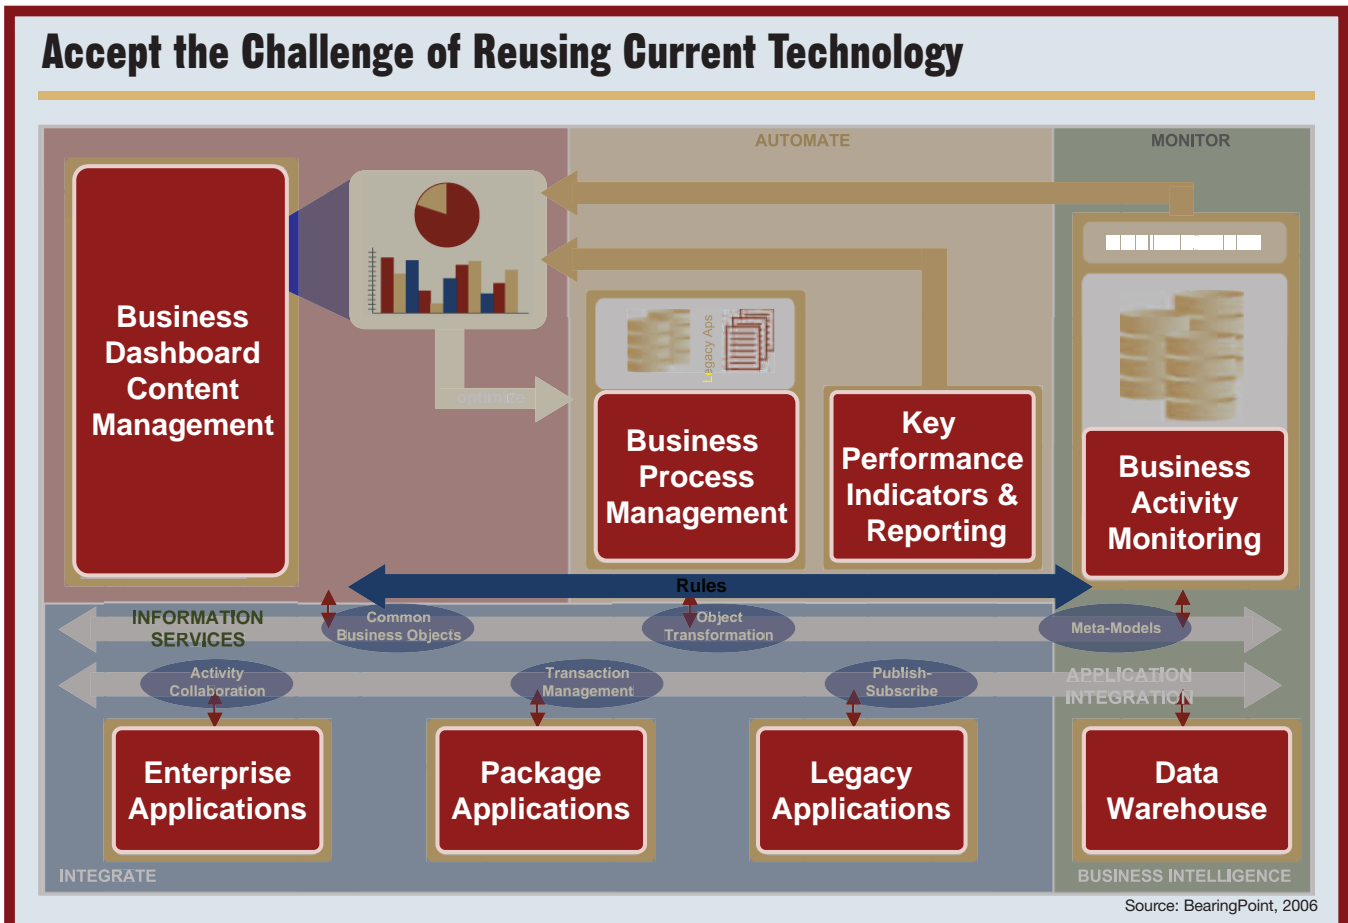 Accept the Challenge of Reusing Current Technology
AUTOMATE
MONITOR
Business
Dashboard
Content
Management
Legacy Aps
Business
Process
Management
Key
Performance
Indicators &
Reporting
Business
Activity
Monitoring
Rules
INFORMATION
SERVICES
Common
Business Objects
Object
Transformation
Meta-Models
Activity
Collaboration
Transaction
Management
Publish-
Subscribe
APPLICATION
INTEGRATION
Enterprise
Applications
Package
Applications
Legacy
Applications
Data
Warehouse
INTEGRATE
BUSINESS INTELLIGENCE
Source: BearingPoint, 2006